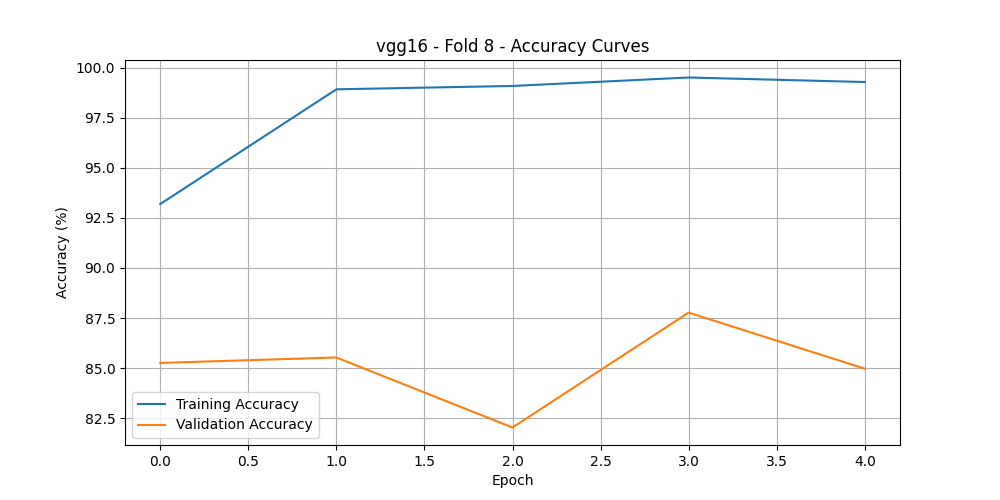 vgg16 - Fold 8 - Accuracy Curves
100.0
97.5
95.0
92.5
90.0
87.5
85.0
82.5
Accuracy (%)
Training Accuracy
Validation Accuracy
0.0 0.5 1.0 1.5 2.0 2.5 3.0 3.5 4.0
Epoch